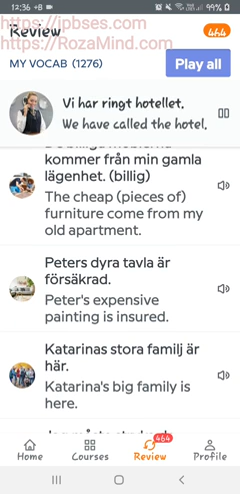 12:36
+B
99%
https://jpbses.com
https://RozaMind.com
Review
464
MY VOCAB (1276)
Play all
Vi har ringt hotellet.
We have called the hotel.
kommer från min gamla
lägenhet. (billig)
The cheap (pieces of)
furniture come from my
old apartment.
Peters dyra tavla är
försäkrad.
Peter's expensive
painting is insured.
Katarinas stora familj är
här.
Katarina's big family is
here.
464
Home
Courses
Review
Profile